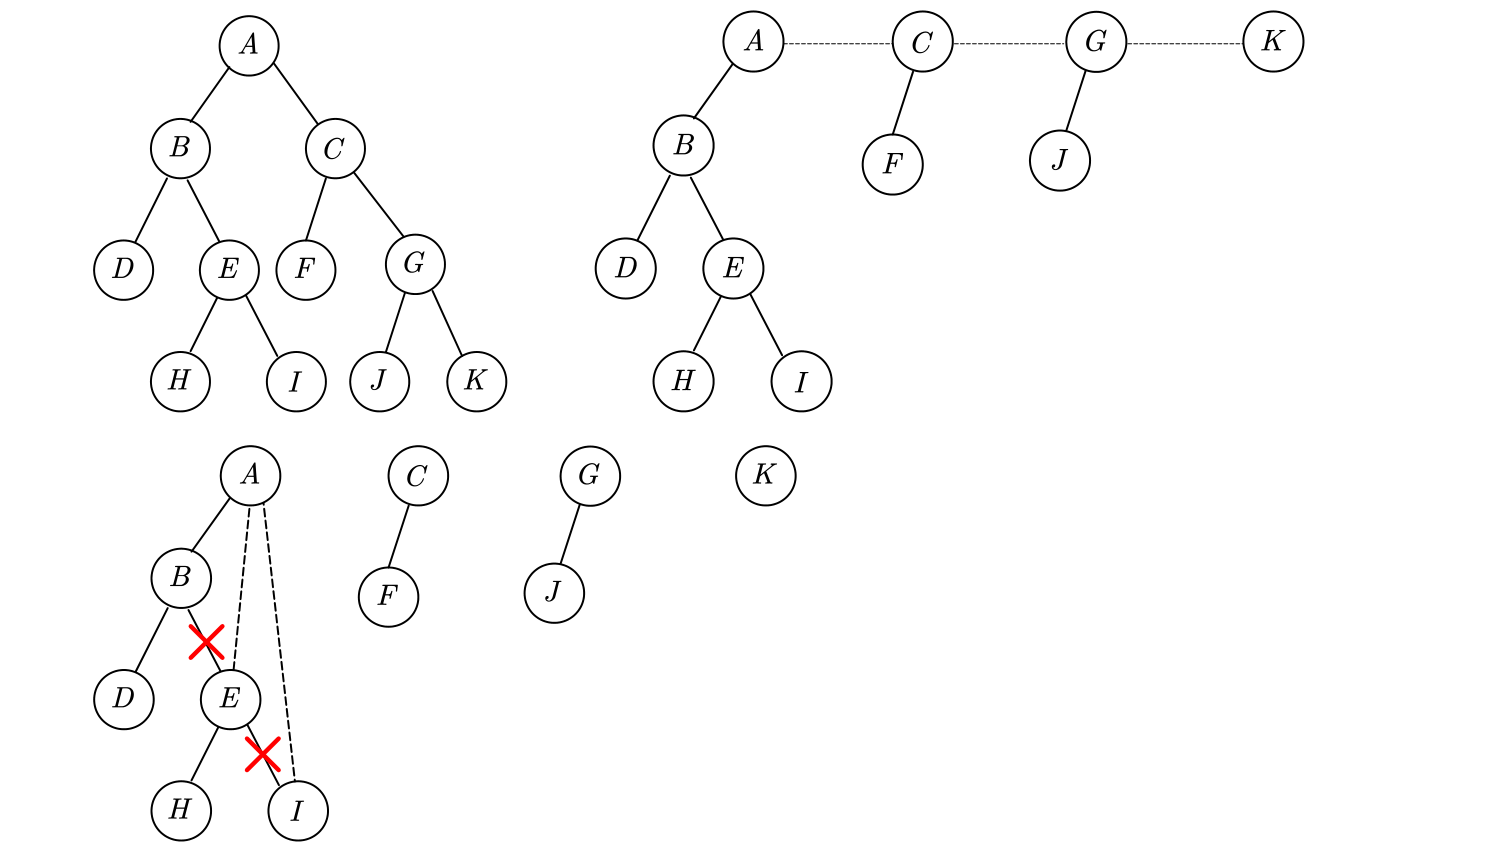 A
B C
D E F G
H I J K
A C G K
B F J
D E
H I
A C G K
B F J
D E
H I